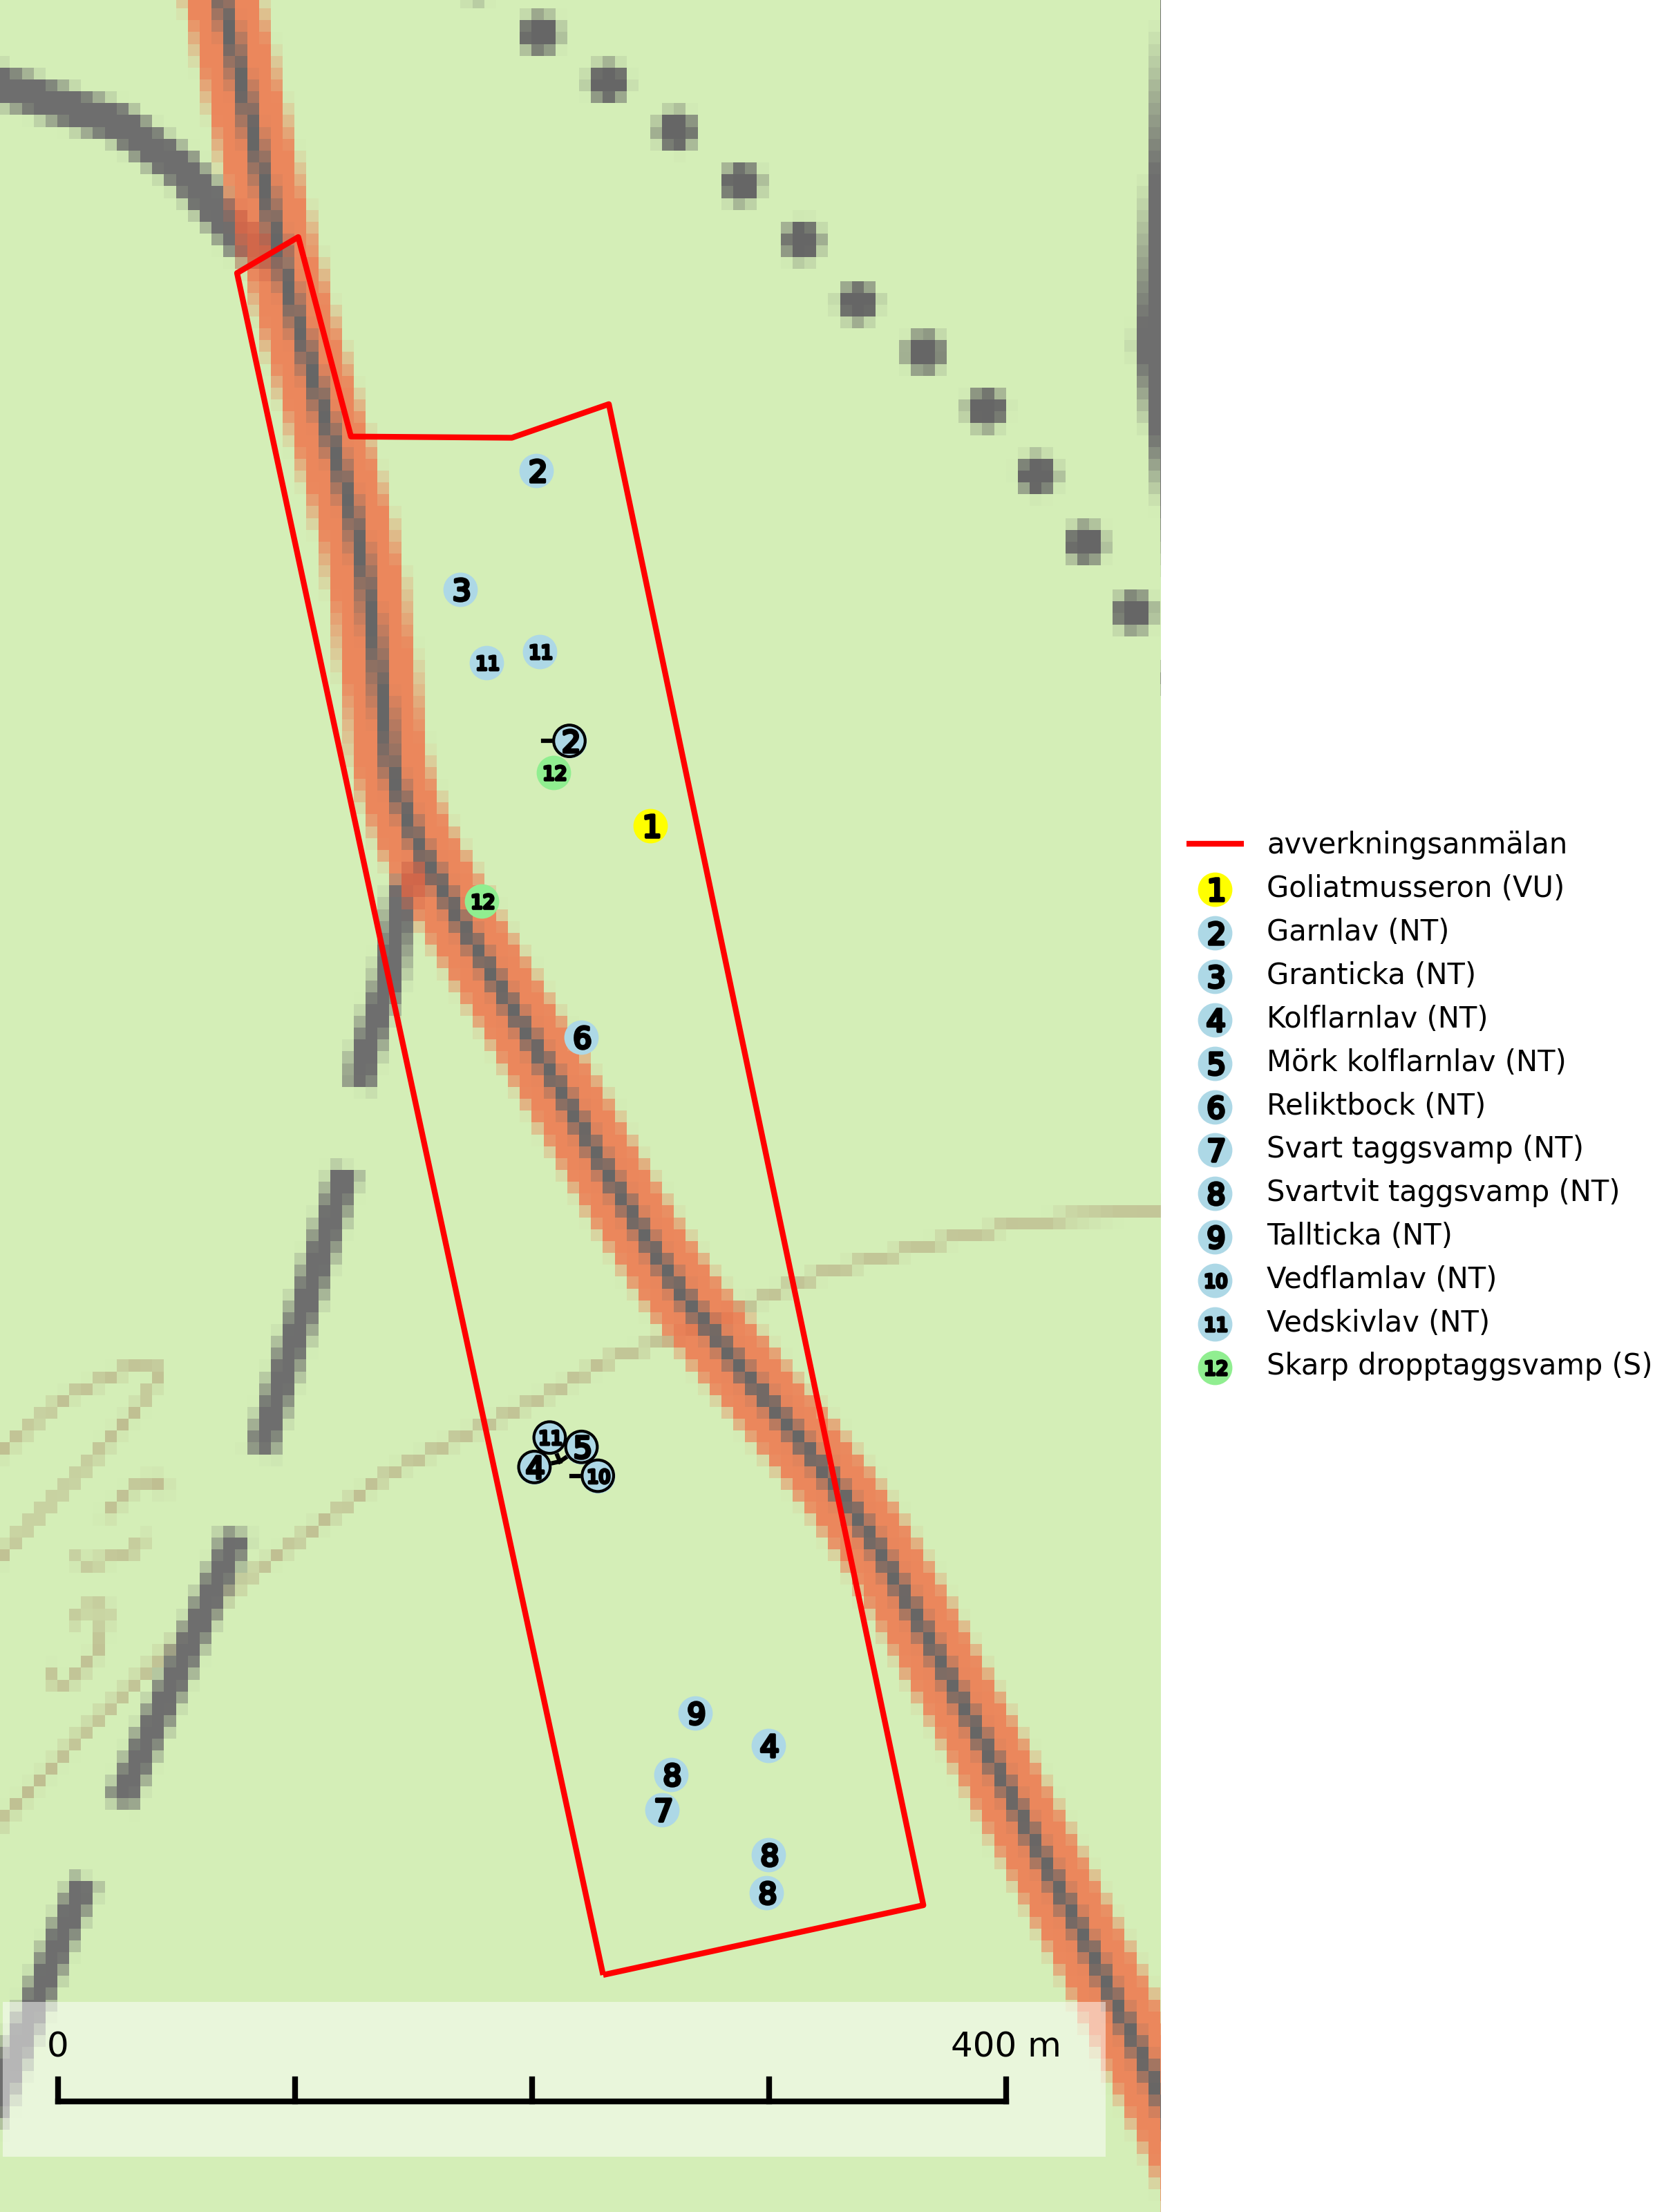 2
3
11 11
2
12
1
12
6
11 5
4 10
9
4
8
7
8
8
0 400 m
avverkningsanmälan
1 Goliatmusseron (VU)
2 Garnlav (NT)
3 Granticka (NT)
4 Kolflarnlav (NT)
5 Mörk kolflarnlav (NT)
6 Reliktbock (NT)
7 Svart taggsvamp (NT)
8 Svartvit taggsvamp (NT)
9 Tallticka (NT)
10 Vedflamlav (NT)
11 Vedskivlav (NT)
12 Skarp dropptaggsvamp (S)